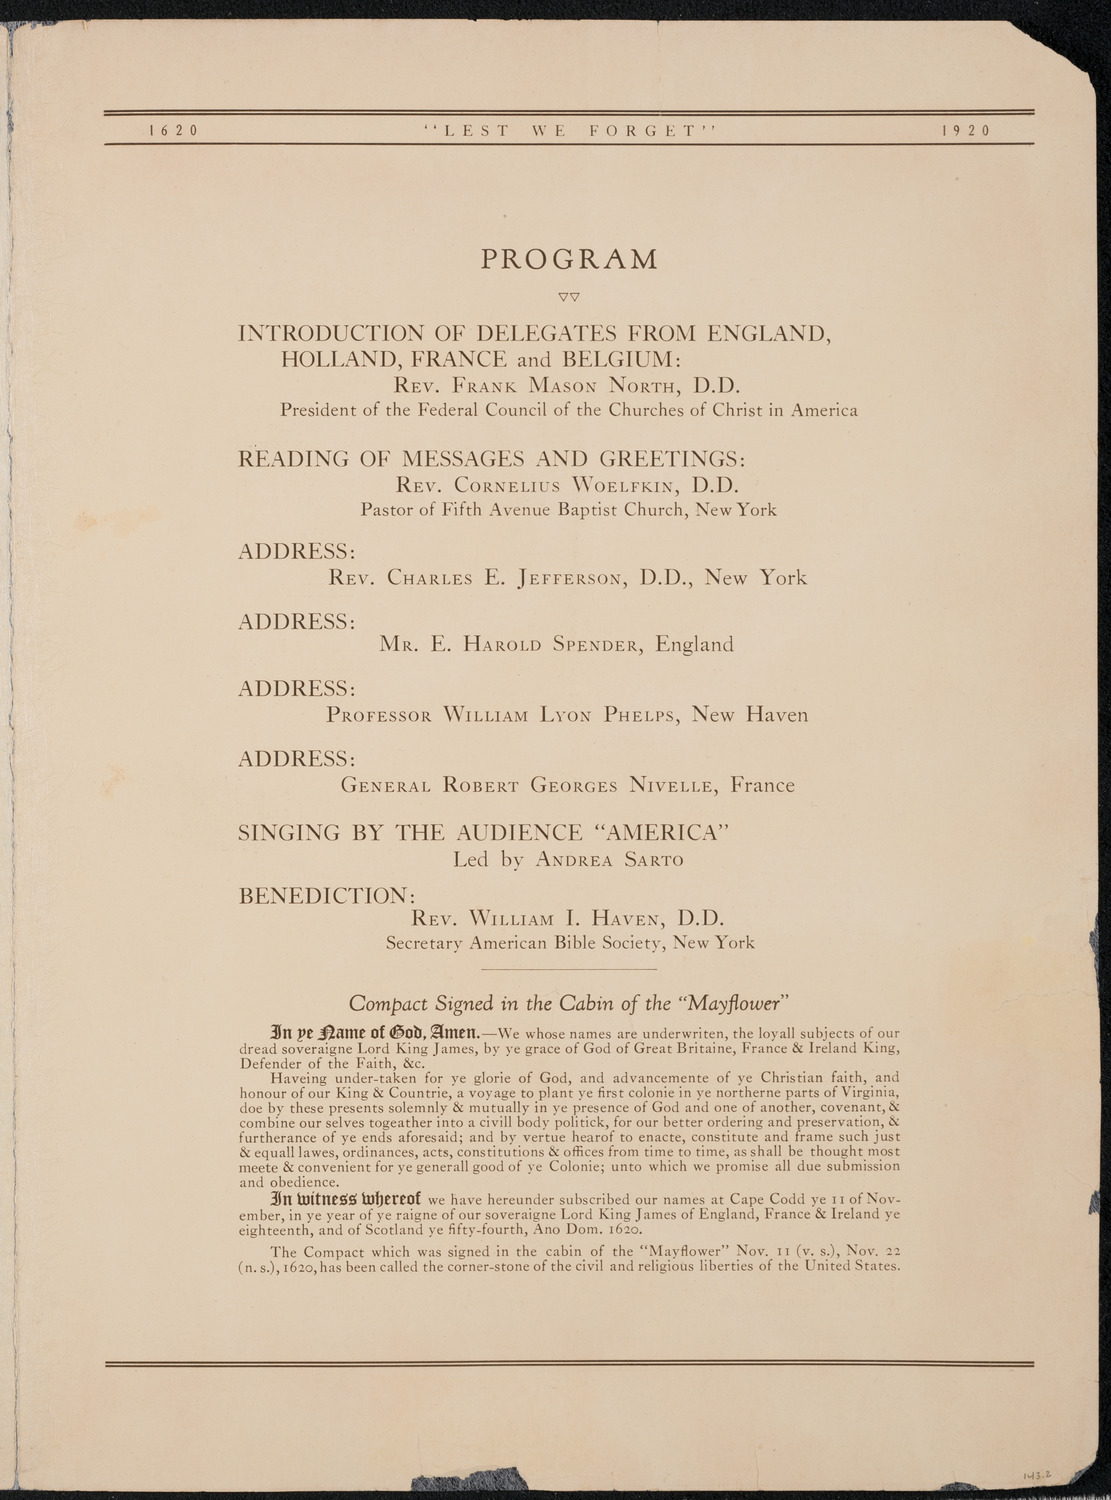 1620 "LEST WE FORGET" 1920
PROGRAM
INTRODUCTION OF DELEGATES FROM ENGLAND,
HOLLAND, FRANCE and BELGIUM:
REV. FRANK MASON NORTH, D.D.
President of the Federal Council of the Churches of Christ in America
READING OF MESSAGES AND GREETINGS:
REV. CORNELIUS WOELFKIN, D.D.
Pastor of Fifth Avenue Baptist Church, New York
ADDRESS:
REV. CHARLES E. JEFFERSON, D.D., New York
ADDRESS:
MR. E. HAROLD SPENDER, England
ADDRESS:
PROFESSOR WILLIAM LYON PHELPS, New Haven
ADDRESS:
GENERAL ROBERT GEORGES NIVELLE, France
SINGING BY THE AUDIENCE "AMERICA"
Led by ANDREA SARTO
BENEDICTION:
REV. WILLIAM I. HAVEN, D.D.
Secretary American Bible Society, New York
Compact Signed in the Cabin of the "Mayflower"
In ye Name of God, Amen.—We whose names are underwriten, the loyall subjects of our
dread soveraigne Lord King James, by ye grace of God of Great Britaine, France & Ireland King,
Defender of the Faith, &c.
Haveing under-taken for ye glorie of God, and advancemente of ye Christian faith, and
honour of our King & Countrie, a voyage to plant ye first colonie in ye northerne parts of Virginia,
doe by these presents solemnly & mutually in ye presence of God and one of another, covenant, &
combine our selves togeather into a civill body politick, for our better ordering and preservation, &
furtherance of ye ends aforesaid; and by vertue hearof to enacte, constitute and frame such just
& equall lawes, ordinances, acts, constitutions & offices from time to time, as shall be thought most
meete & convenient for ye generall good of ye Colonie; unto which we promise all due submission
and obedience.
In witness whereof we have hereunder subscribed our names at Cape Codd ye 11 of Nov-
ember, in ye year of ye raigne of our soveraigne Lord King James of England, France & Ireland ye
eighteenth, and of Scotland ye fifty-fourth, Ano Dom. 1620.
The Compact which was signed in the cabin of the "Mayflower" Nov. 11 (v. s.), Nov. 22
(n. s.), 1620, has been called the corner-stone of the civil and religious liberties of the United States.
143.2